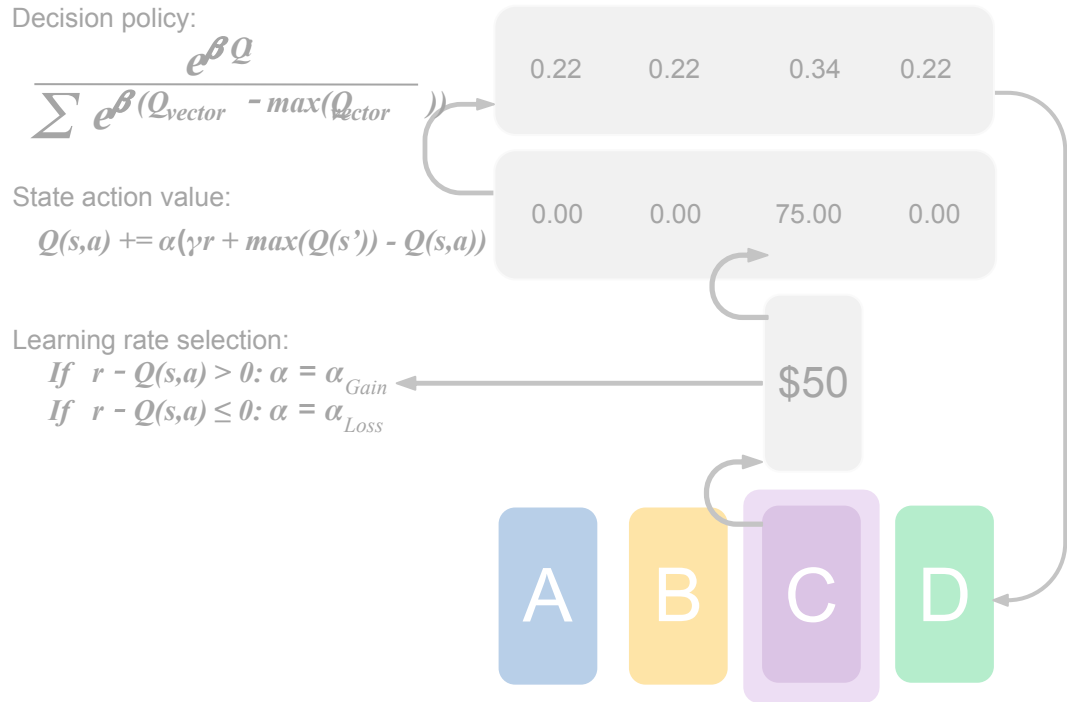 Decision policy:
e^β Q
∑ e^β (Q_vector - max(Q_vector ))
0.22 0.22 0.34 0.22
State action value:
Q(s,a) += α(γr + max(Q(s’)) - Q(s,a))
0.00 0.00 75.00 0.00
Learning rate selection:
If r - Q(s,a) > 0: α = α_Gain
If r - Q(s,a) ≤ 0: α = α_Loss
$50
A B C D